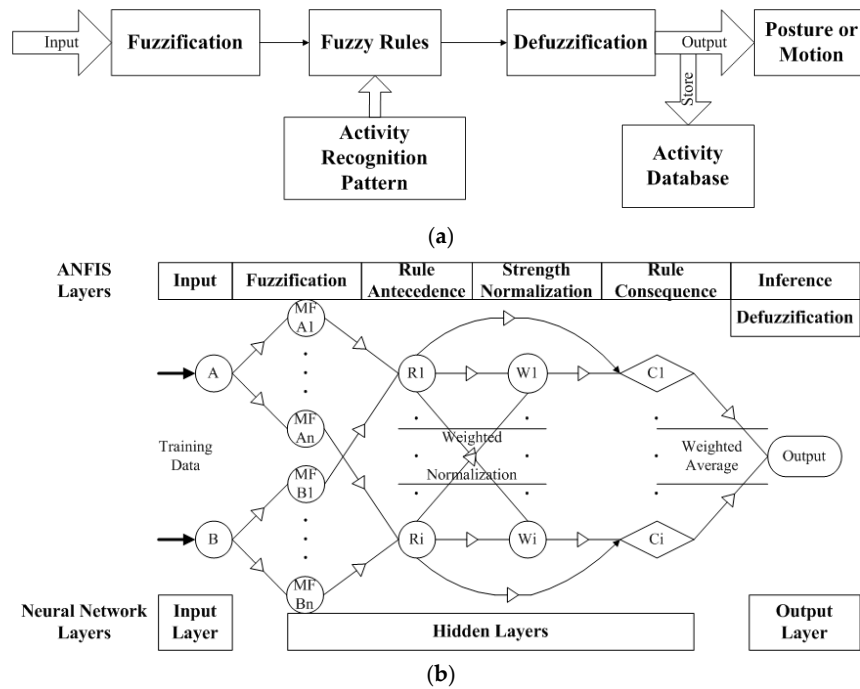 Input
Fuzzification
Fuzzy Rules
Defuzzification
Output
Posture or
Motion
Store
Activity
Recognition
Pattern
Activity
Database
(a)
ANFIS
Layers
Input
Fuzzification
Rule
Antecedence
Strength
Normalization
Rule
Consequence
Inference
Defuzzification
MF
A1
A
R1
W1
C1
MF
An
Training
Data
Weighted
Normalization
Weighted
Average
Output
MF
B1
B
Ri
Wi
Ci
MF
Bn
Neural Network
Layers
Input
Layer
Hidden Layers
Output
Layer
(b)